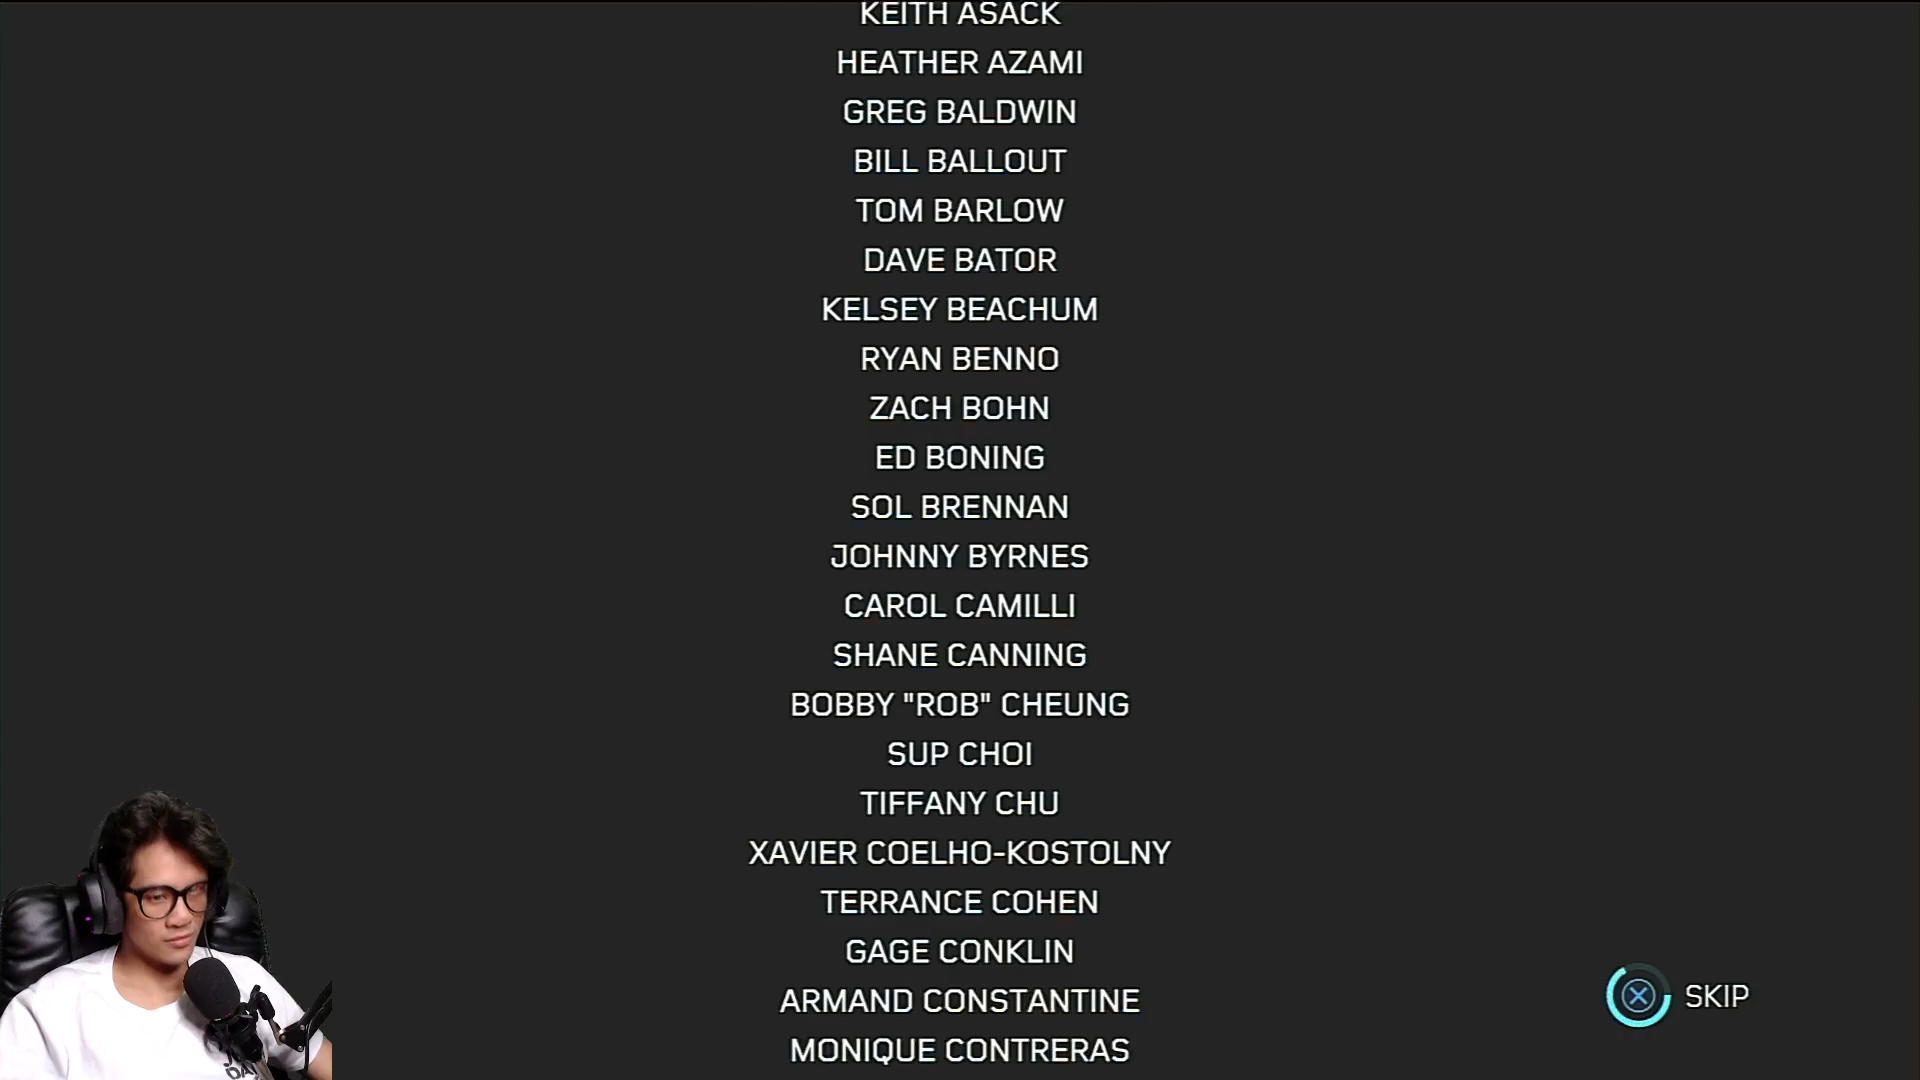 KEITH ASACK
HEATHER AZAMI
GREG BALDWIN
BILL BALLOUT
TOM BARLOW
DAVE BATOR
KELSEY BEACHUM
RYAN BENNO
ZACH BOHN
ED BONING
SOL BRENNAN
JOHNNY BYRNES
CAROL CAMILLI
SHANE CANNING
BOBBY "ROB" CHEUNG
SUP CHOI
TIFFANY CHU
XAVIER COELHO-KOSTOLNY
TERRANCE COHEN
GAGE CONKLIN
ARMAND CONSTANTINE
SKIP
MONIQUE CONTRERAS